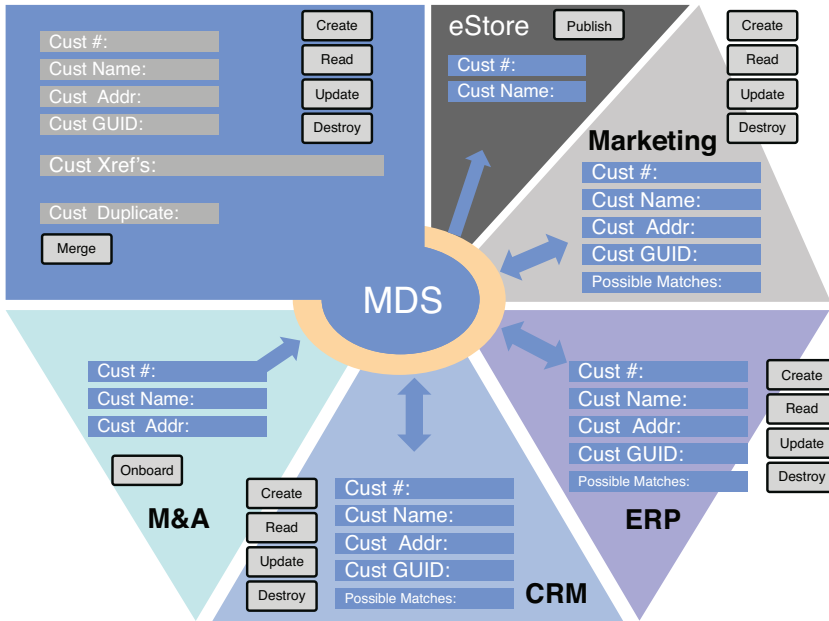 Cust #:
Cust Name:
Cust Addr:
Cust GUID:
Cust Xref's:
Cust Duplicate:
Merge
Create
Read
Update
Destroy
eStore
Publish
Cust #:
Cust Name:
Create
Read
Update
Destroy
Marketing
Cust #:
Cust Name:
Cust Addr:
Cust GUID:
Possible Matches:
MDS
Cust #:
Cust Name:
Cust Addr:
Onboard
M&A
Create
Read
Update
Destroy
Cust #:
Cust Name:
Cust Addr:
Cust GUID:
Possible Matches:
CRM
Cust #:
Cust Name:
Cust Addr:
Cust GUID:
Possible Matches:
Create
Read
Update
Destroy
ERP